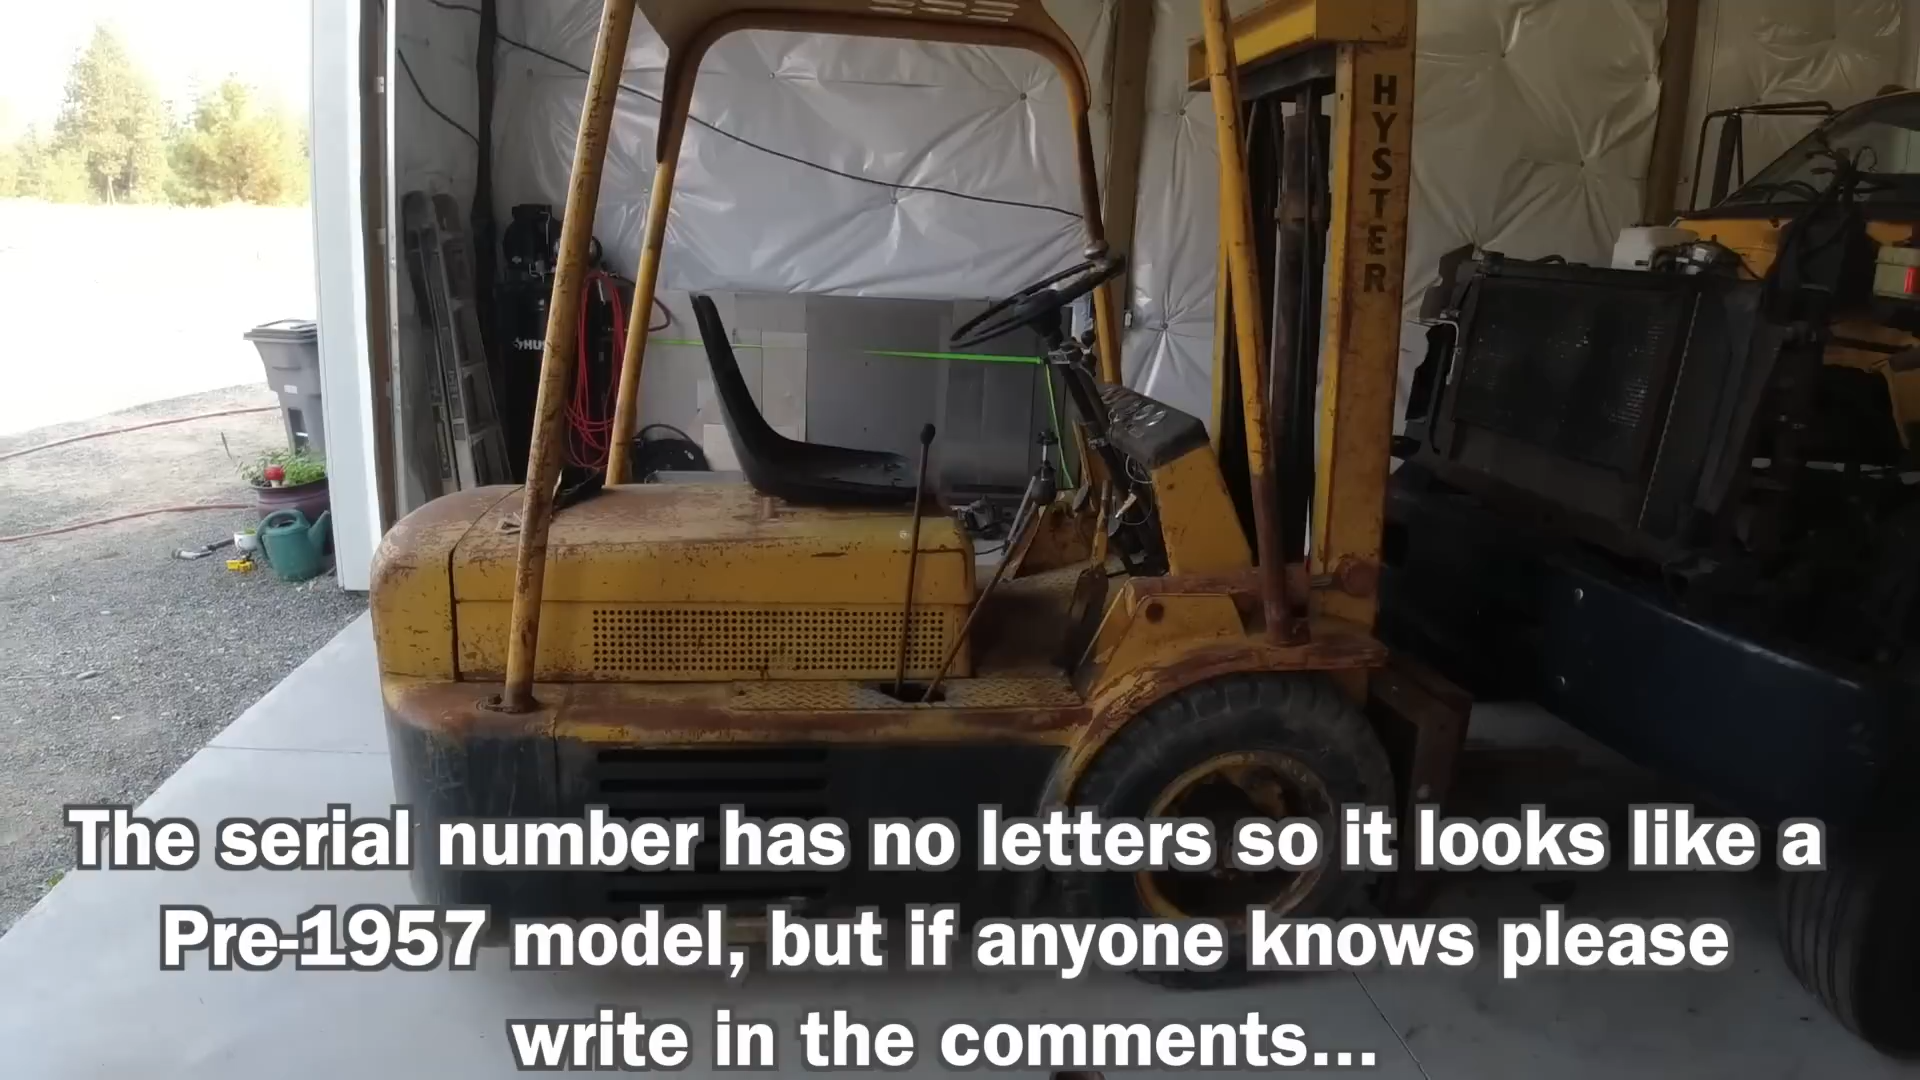 HYSTER
HUS
The serial number has no letters so it looks like a
Pre-1957 model, but if anyone knows please
write in the comments...